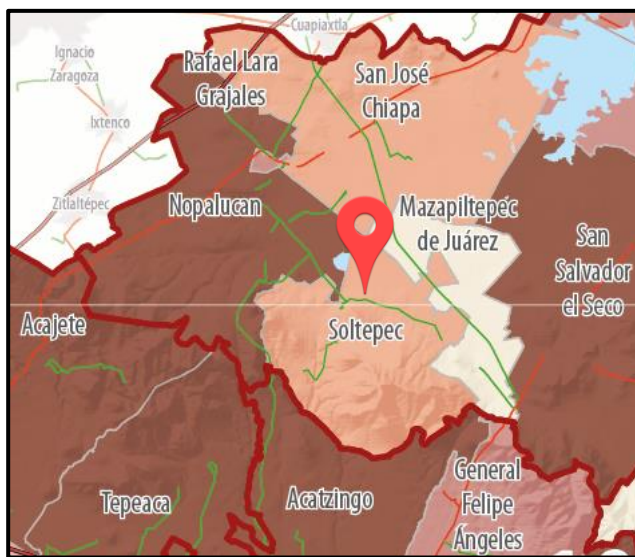 Cuapiaxtla
Ignacio
Zaragoza
Rafael Lara
Grajales
San José
Chiapa
Ixtenco
Zitlaltépec
Nopalucan
Mazapiltepec
de Juárez
San
Salvador
el Seco
Acajete
Soltepec
General
Felipe
Ángeles
Tepeaca
Acatzingo